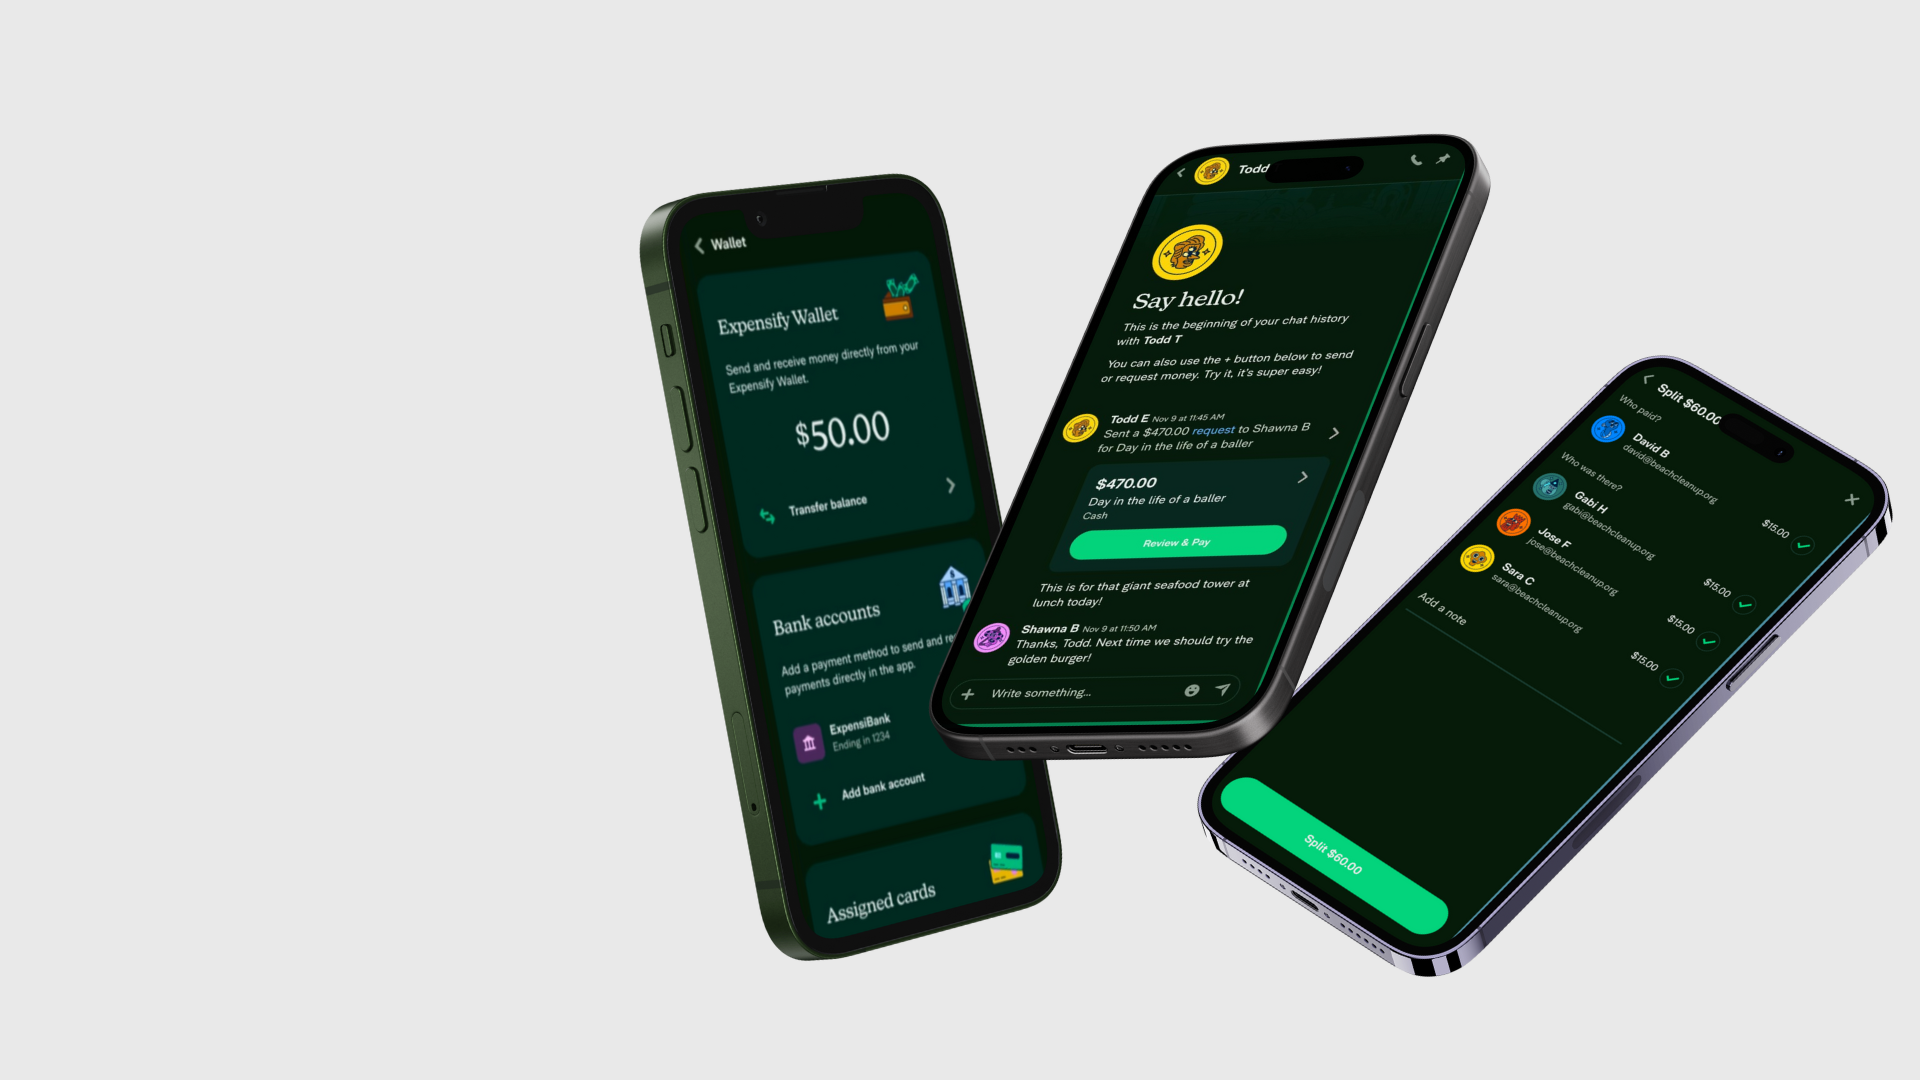 Wallet
Expensify Wallet
Send and receive money directly from your
Expensify Wallet.
$50.00
Transfer balance
Bank accounts
Add a payment method to send and
payments directly in the app.
ExpensiBank
Ending in 1234
Add bank account
Assigned cards
Todd
Say hello!
This is the beginning of your chat history
with Todd T
You can also use the + button below to send
or request money. Try it, it's super easy!
Todd E Nov 9 at 11:45 AM
Sent a $470.00 request to Shawna B
for Day in the life of a baller
$470.00
Day in the life of a baller
Cash
Review & Pay
This is for that giant seafood tower at
lunch today!
Shawna B Nov 9 at 11:50 AM
Thanks, Todd. Next time we should try the
golden burger!
Write something...
Split $60.00
Who paid?
David B
david@beachcleanup.org
$15.00
Who was there?
Gabi H
gabi@beachcleanup.org
$15.00
Jose F
jose@beachcleanup.org
$15.00
Sara C
sara@beachcleanup.org
$15.00
Add a note
Split $60.00